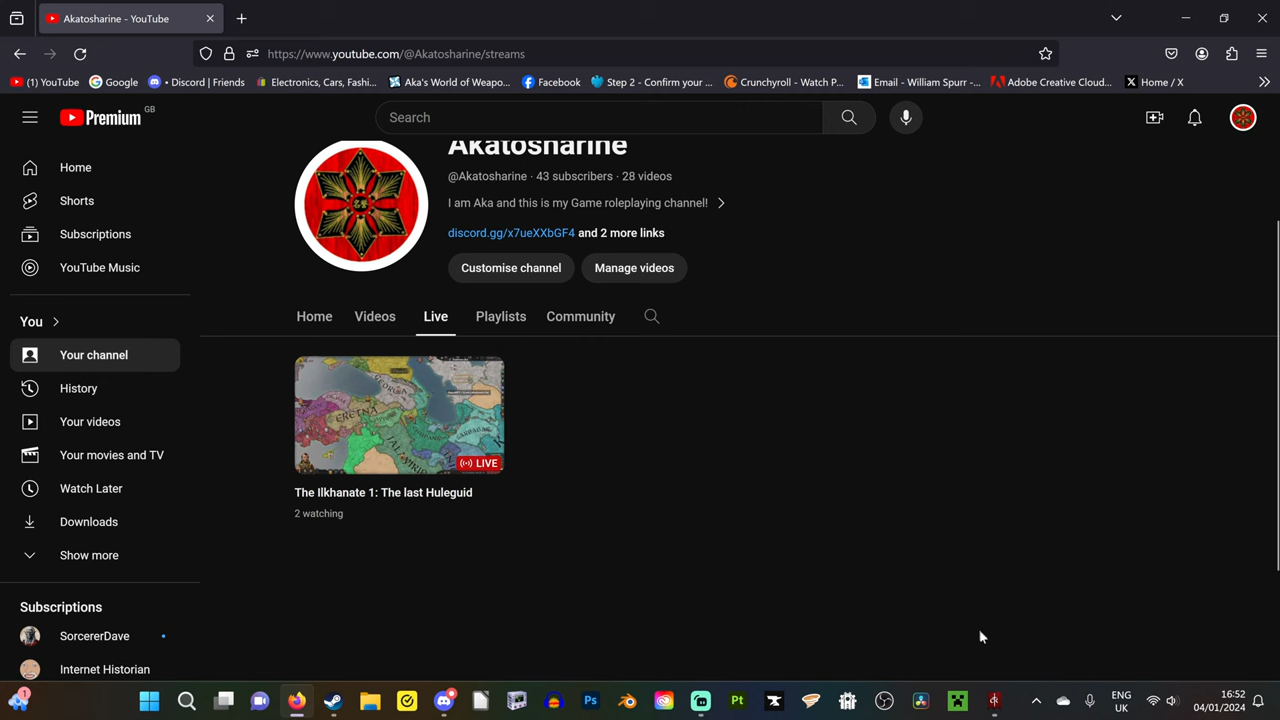 Akatosharine - YouTube
https://www.youtube.com/@Akatosharine/streams
(1) YouTube
Google
• Discord | Friends
Electronics, Cars, Fashi...
Aka's World of Weapo...
Facebook
Step 2 - Confirm your ...
Crunchyroll - Watch P...
Email - William Spurr - ...
Adobe Creative Cloud...
Home / X
Premium GB
Search
Home
Shorts
Subscriptions
YouTube Music
You
Your channel
History
Your videos
Your movies and TV
Watch Later
Downloads
Show more
Subscriptions
SorcererDave
Internet Historian
Akatosharine
@Akatosharine · 43 subscribers · 28 videos
I am Aka and this is my Game roleplaying channel!
discord.gg/x7ueXXbGF4 and 2 more links
Customise channel
Manage videos
Home
Videos
Live
Playlists
Community
GEORGIA
ERETNA
LIVE
The Ilkhanate 1: The last Huleguid
2 watching
1
Ps
Pt
ENG
UK
16:52
04/01/2024